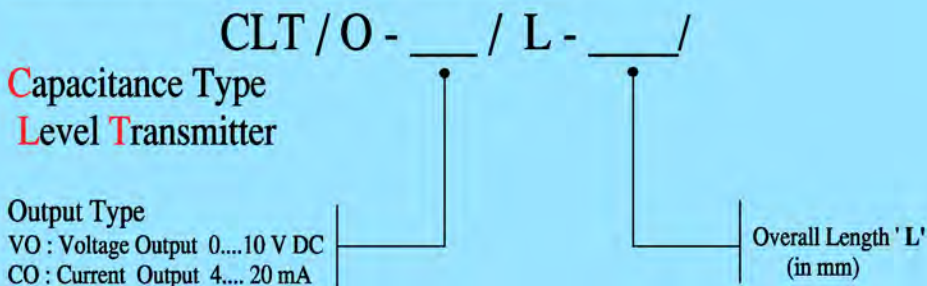 CLT / O - ___ / L - ____/
Capacitance Type
Level Transmitter
Output Type
VO : Voltage Output 0....10 V DC
CO : Current Output 4.... 20 mA
Overall Length ' L'
(in mm)